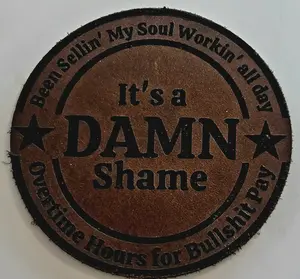 Been Sellin' My Soul Workin' all day
It's a
DAMN
Shame
Overtime Hours for Bullshit Pay